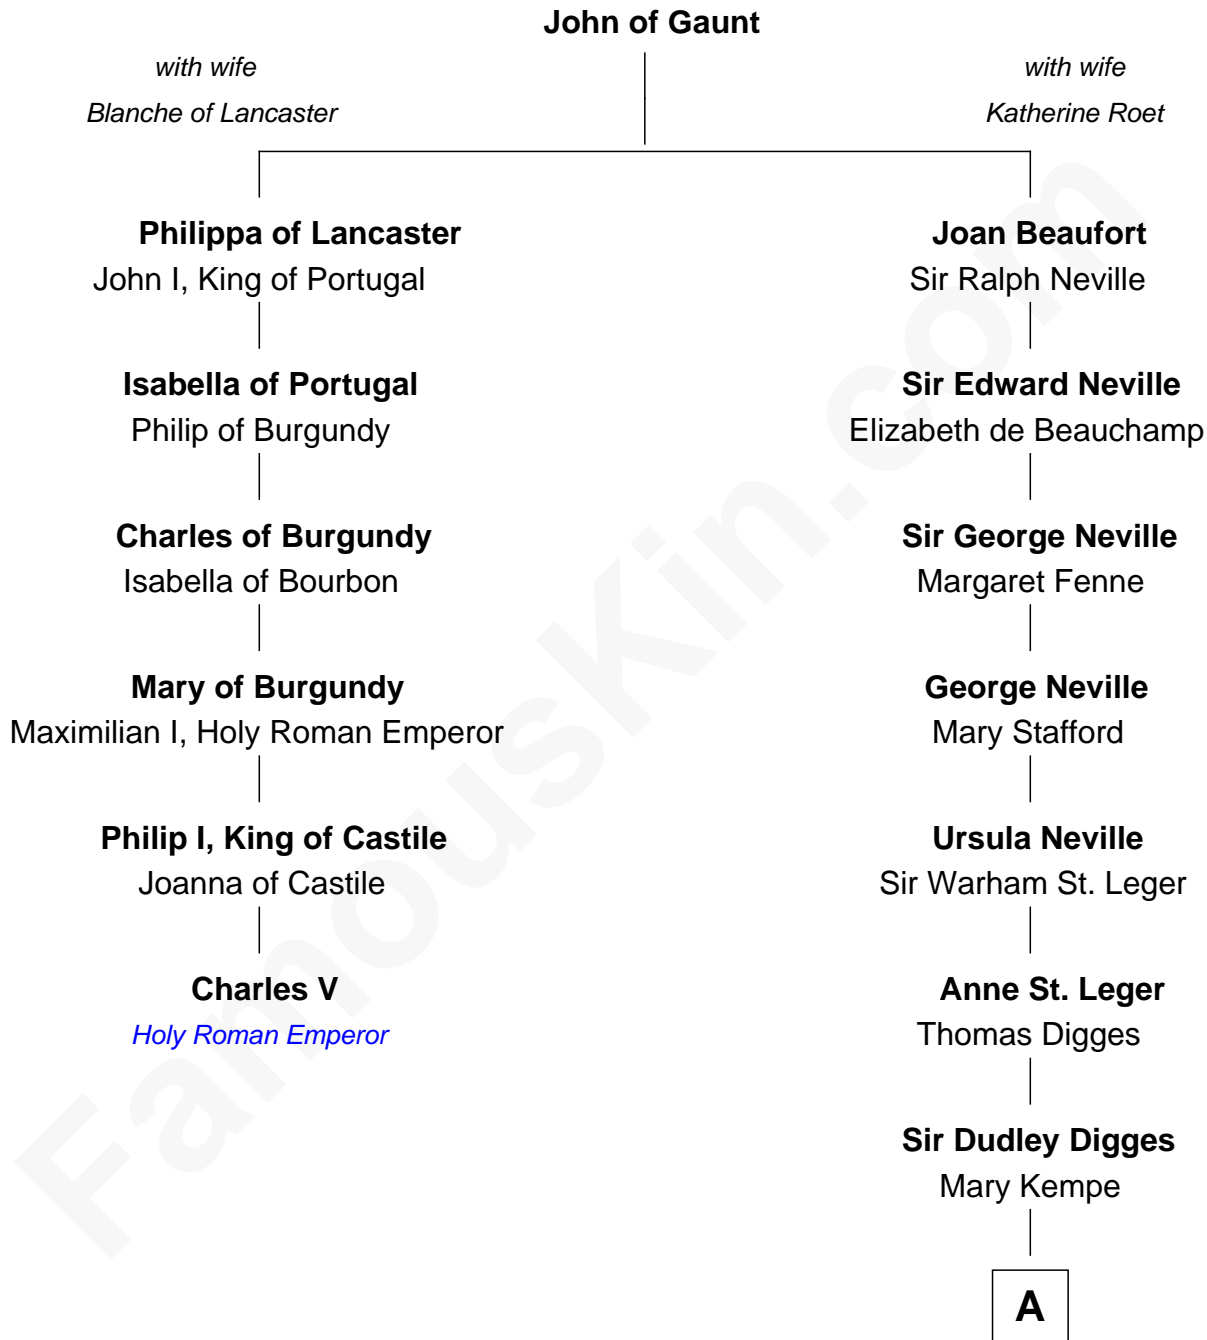 John of Gaunt
with wife
Blanche of Lancaster
with wife
Katherine Roet
Philippa of Lancaster
John I, King of Portugal
Joan Beaufort
Sir Ralph Neville
Isabella of Portugal
Philip of Burgundy
Sir Edward Neville
Elizabeth de Beauchamp
Charles of Burgundy
Isabella of Bourbon
Sir George Neville
Margaret Fenne
Mary of Burgundy
Maximilian I, Holy Roman Emperor
George Neville
Mary Stafford
Philip I, King of Castile
Joanna of Castile
Ursula Neville
Sir Warham St. Leger
Charles V
Holy Roman Emperor
Anne St. Leger
Thomas Digges
Sir Dudley Digges
Mary Kempe
A
FamousKin.com